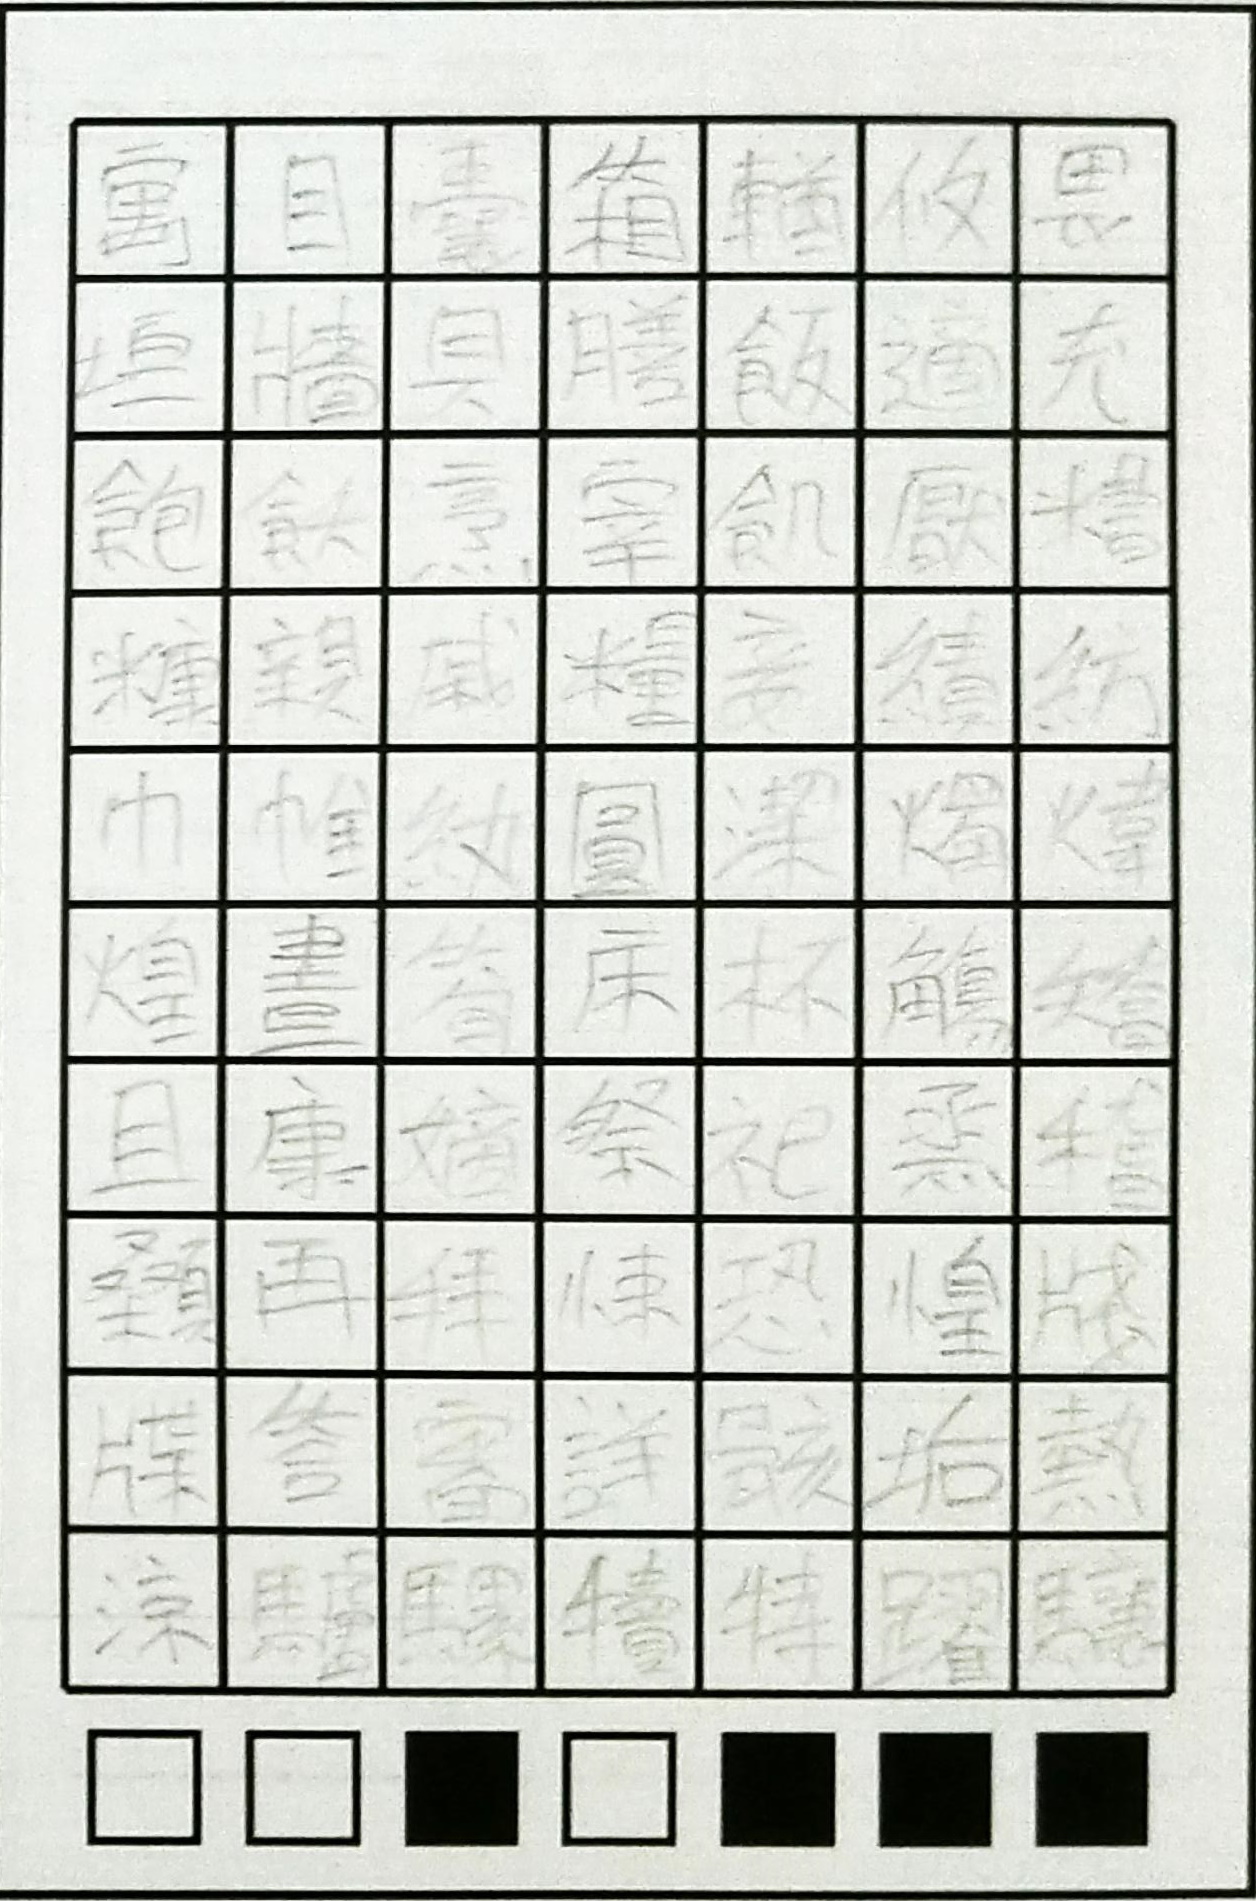 寓目囊箱輶攸畏
垣牆具膳飯適充
飽飫烹宰飢厭糟
糠親戚糧妾績紡
巾帷紈圓潔燭煒
煌晝筍床杯觴矯
且康嫡祭祀烝稽
顙再拜悚恐惶牋
牒答審詳骸垢熱
涼驢騾犢特躍驤